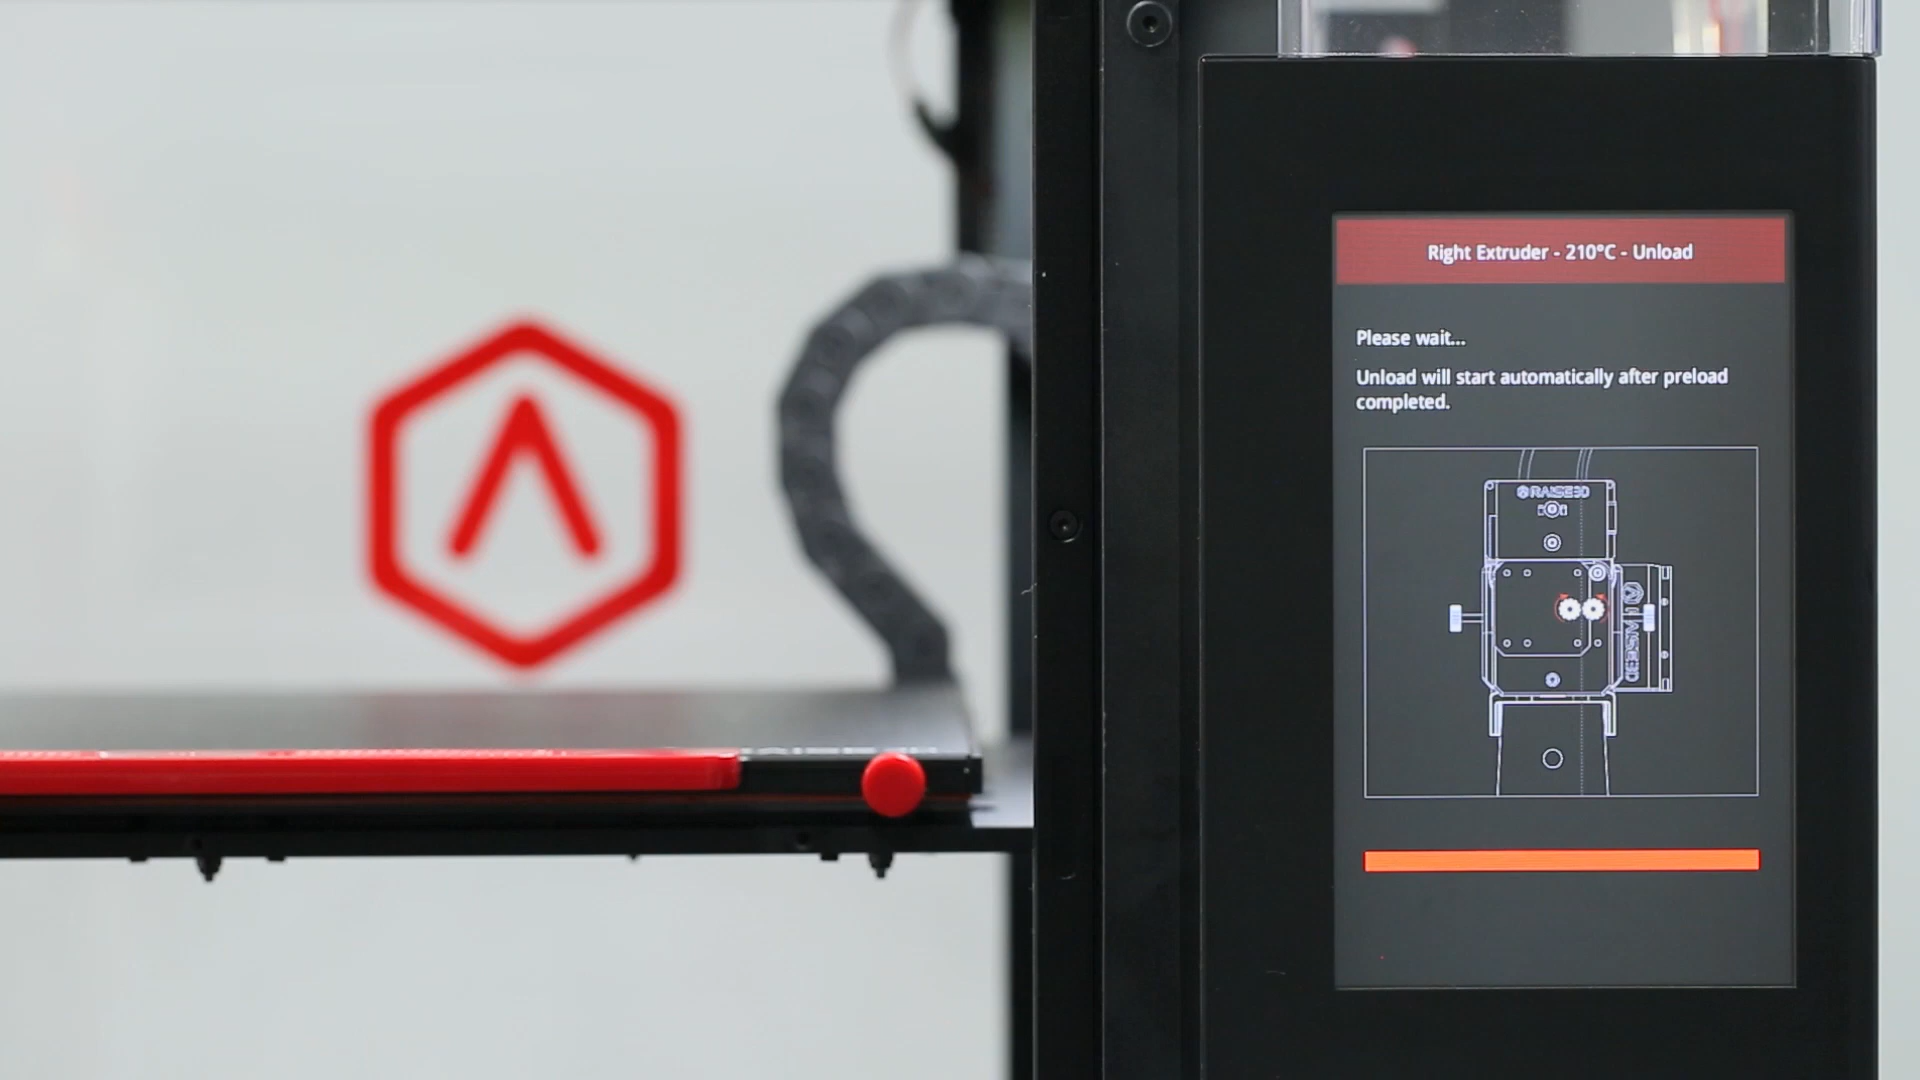 Right Extruder - 210°C - Unload
Please wait...
Unload will start automatically after preload
completed.
RAISE3D
RAISE3D